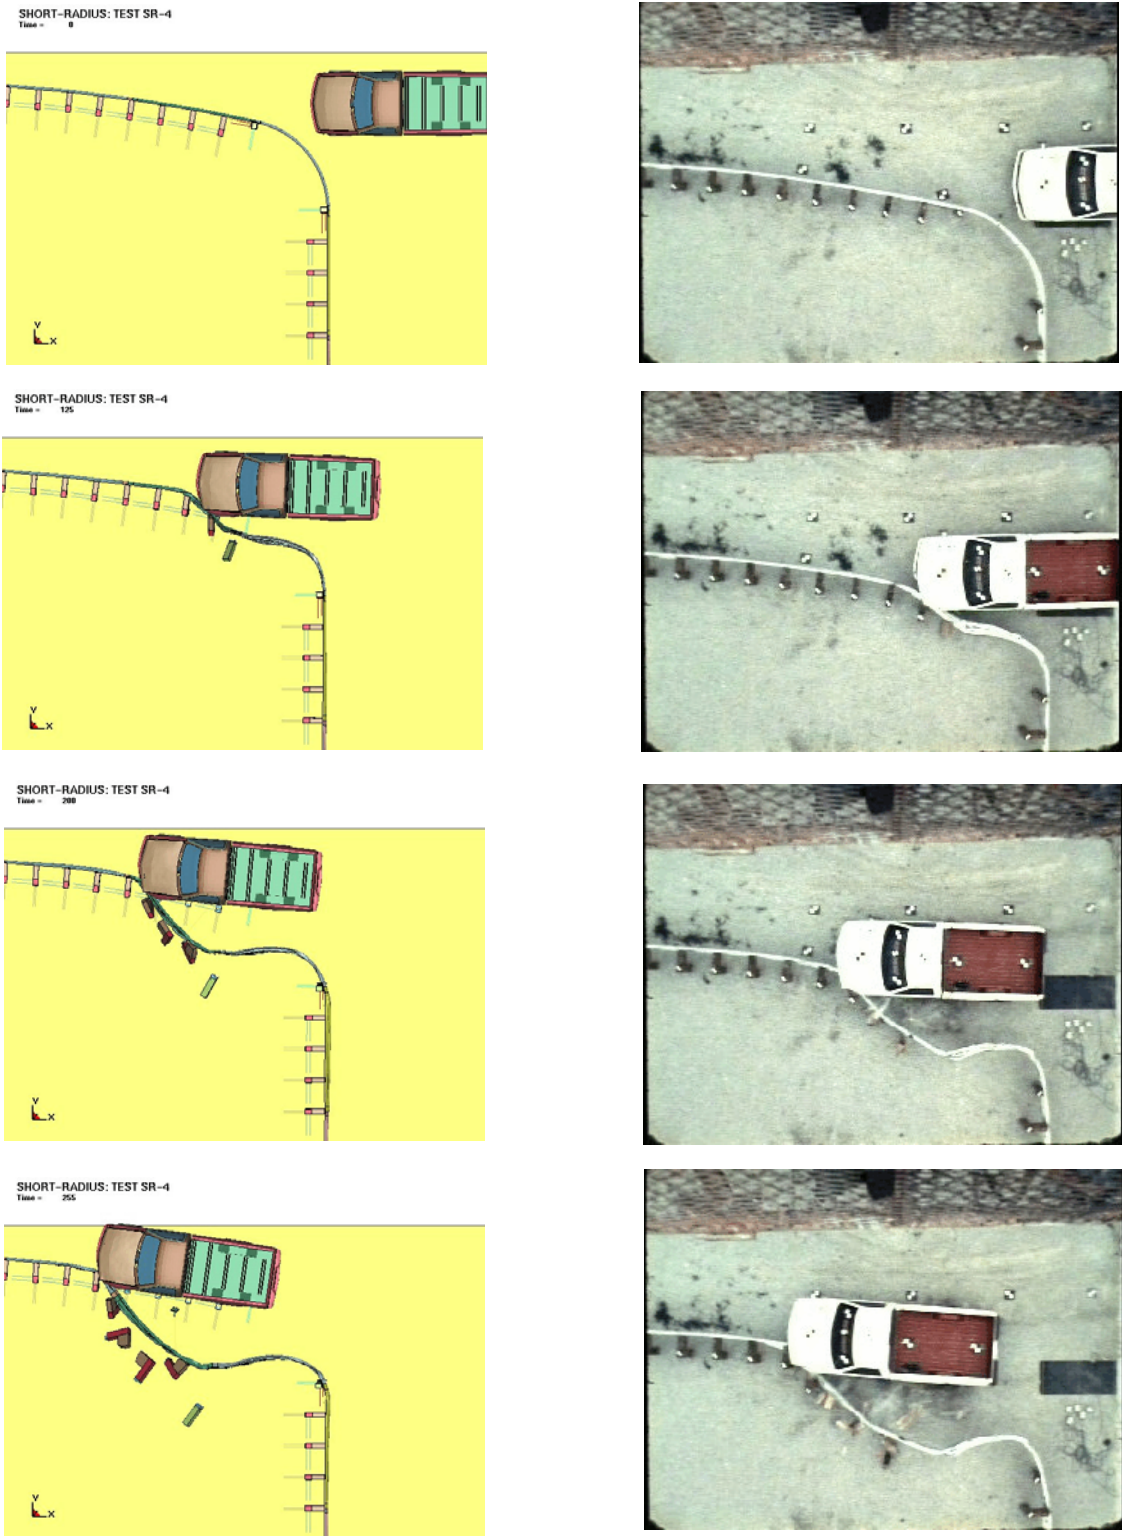 SHORT-RADIUS: TEST SR-4
Time = 0
Y
X
SHORT-RADIUS: TEST SR-4
Time = 125
Y
X
SHORT-RADIUS: TEST SR-4
Time = 200
Y
X
SHORT-RADIUS: TEST SR-4
Time = 255
Y
X